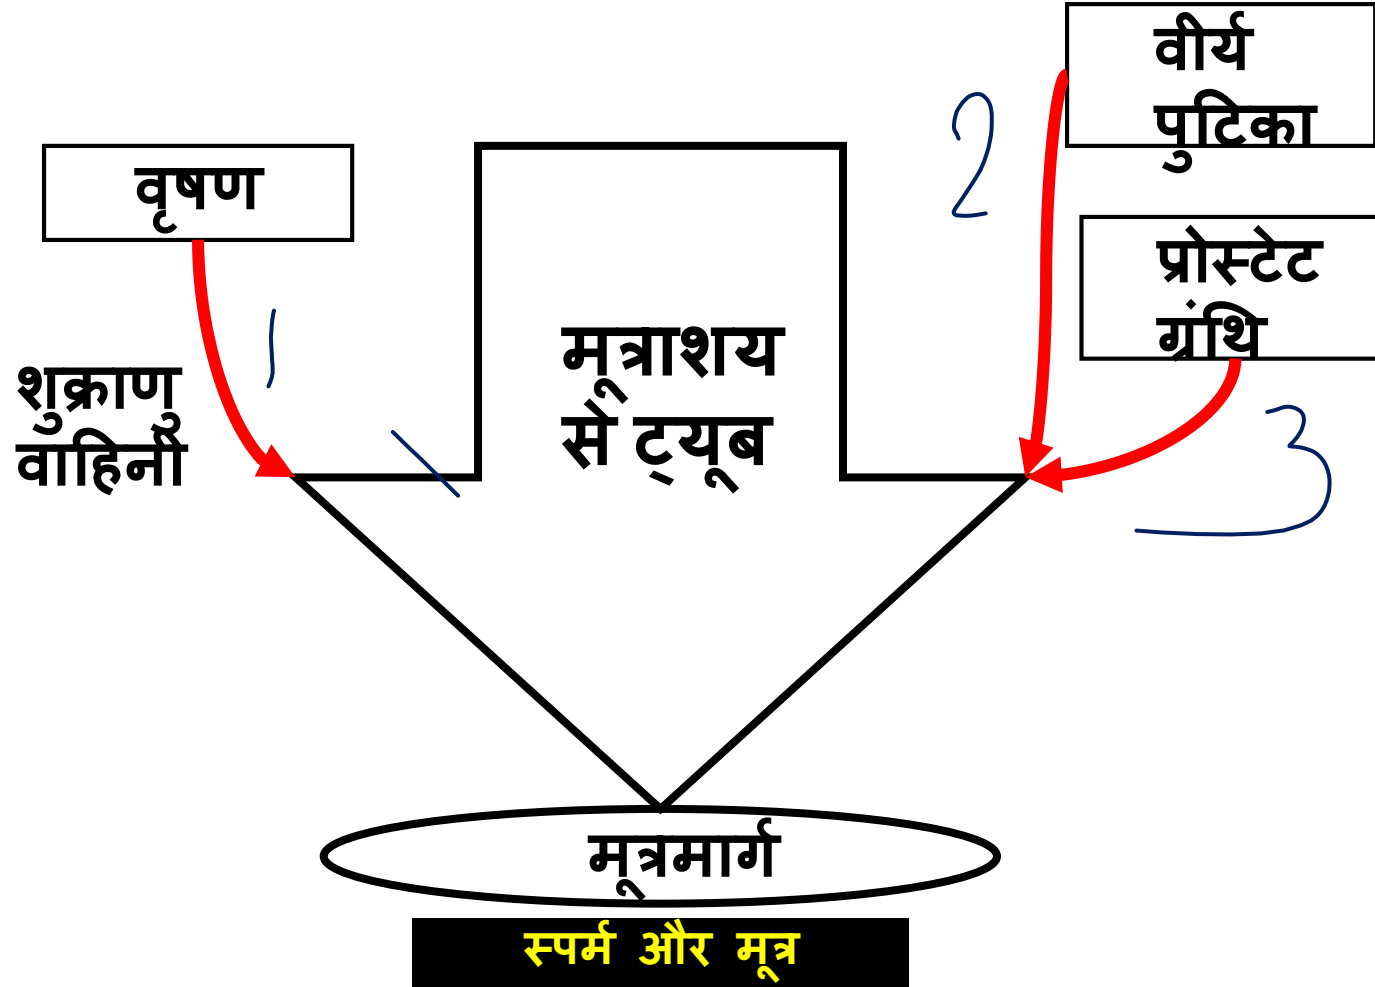 वीर्य
पुटिका
2
वृषण
प्रोस्टेट
ग्रंथि
1
मूत्राशय
से ट्यूब
शुक्राणु
वाहिनी
3
मूत्रमार्ग
स्पर्म और मूत्र